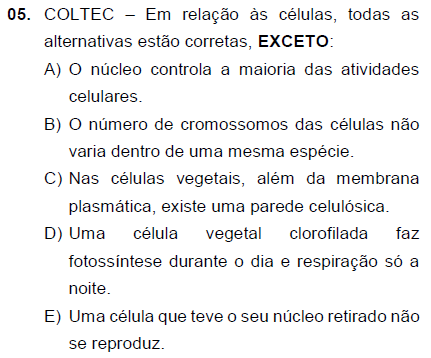 05. COLTEC – Em relação às células, todas as
alternativas estão corretas, EXCETO:
A) O núcleo controla a maioria das atividades
celulares.
B) O número de cromossomos das células não
varia dentro de uma mesma espécie.
C) Nas células vegetais, além da membrana
plasmática, existe uma parede celulósica.
D) Uma célula vegetal clorofilada faz
fotossíntese durante o dia e respiração só a
noite.
E) Uma célula que teve o seu núcleo retirado não
se reproduz.